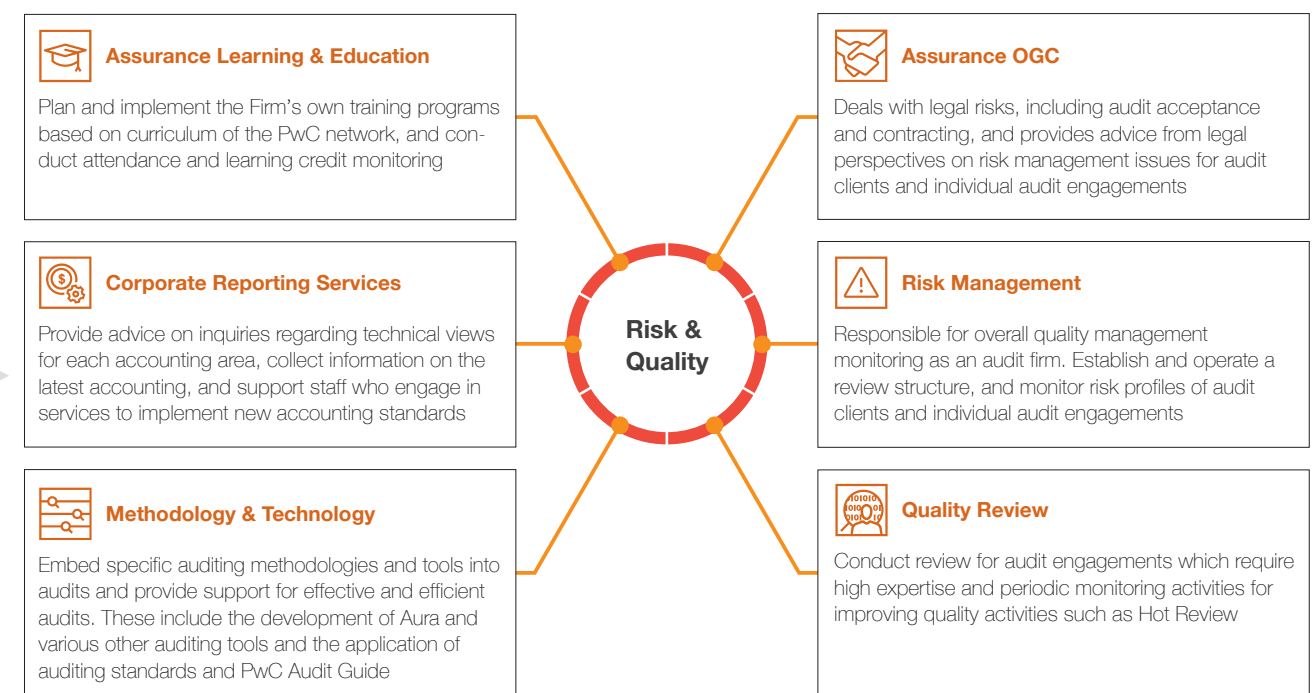 Assurance Learning & Education
Plan and implement the Firm's own training programs
based on curriculum of the PwC network, and con-
duct attendance and learning credit monitoring
Corporate Reporting Services
Provide advice on inquiries regarding technical views
for each accounting area, collect information on the
latest accounting, and support staff who engage in
services to implement new accounting standards
Methodology & Technology
Embed specific auditing methodologies and tools into
audits and provide support for effective and efficient
audits. These include the development of Aura and
various other auditing tools and the application of
auditing standards and PwC Audit Guide
Risk &
Quality
Assurance OGC
Deals with legal risks, including audit acceptance
and contracting, and provides advice from legal
perspectives on risk management issues for audit
clients and individual audit engagements
Risk Management
Responsible for overall quality management
monitoring as an audit firm. Establish and operate a
review structure, and monitor risk profiles of audit
clients and individual audit engagements
Quality Review
Conduct review for audit engagements which require
high expertise and periodic monitoring activities for
improving quality activities such as Hot Review